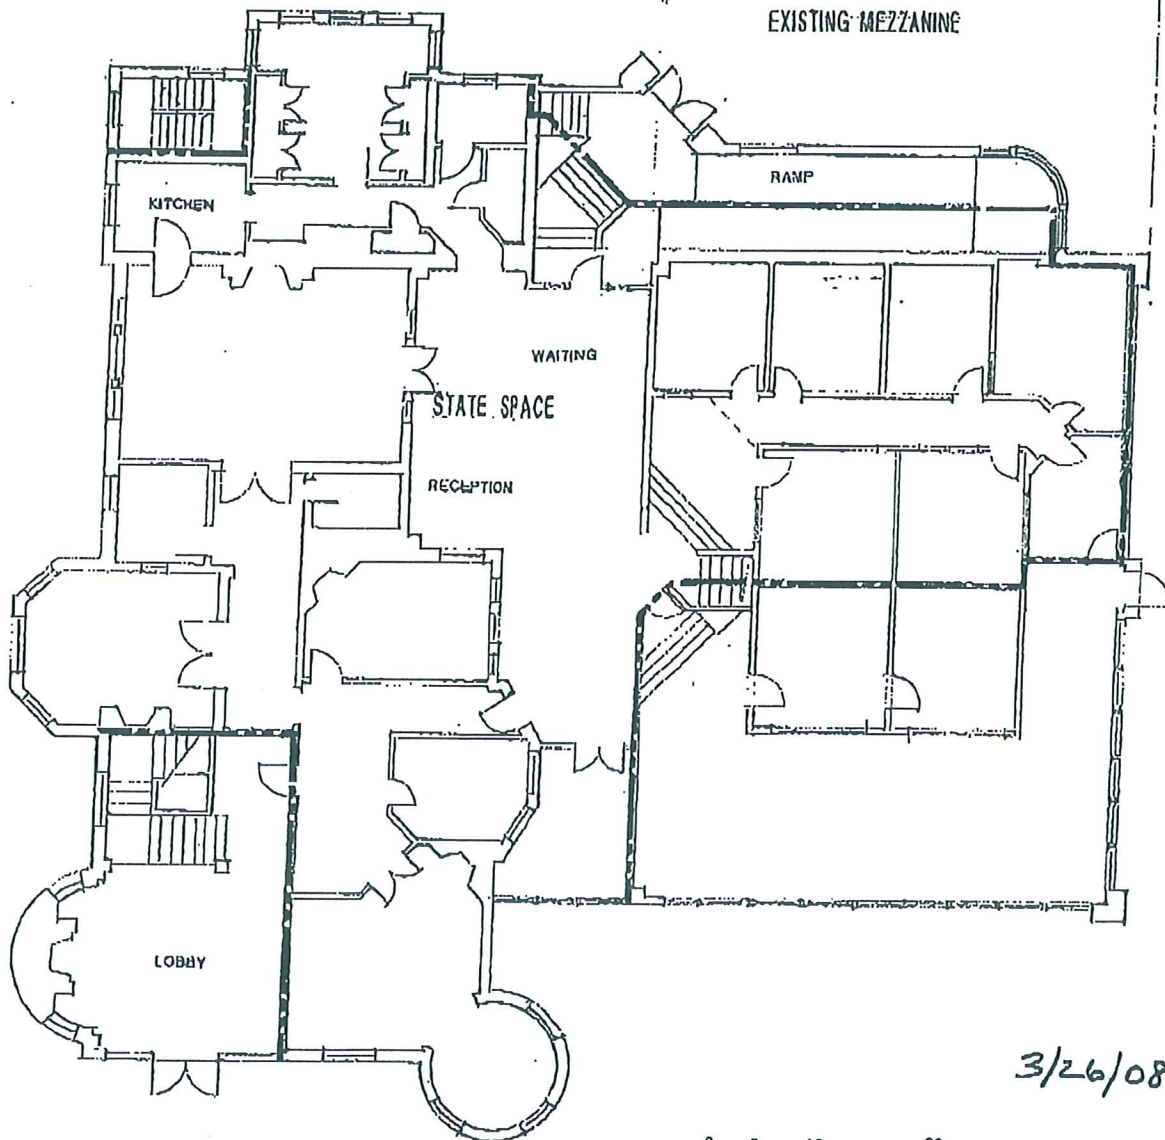 EXISTING MEZZANINE
RAMP
KITCHEN
WAITING
STATE SPACE
RECEPTION
LOBBY
3/26/08